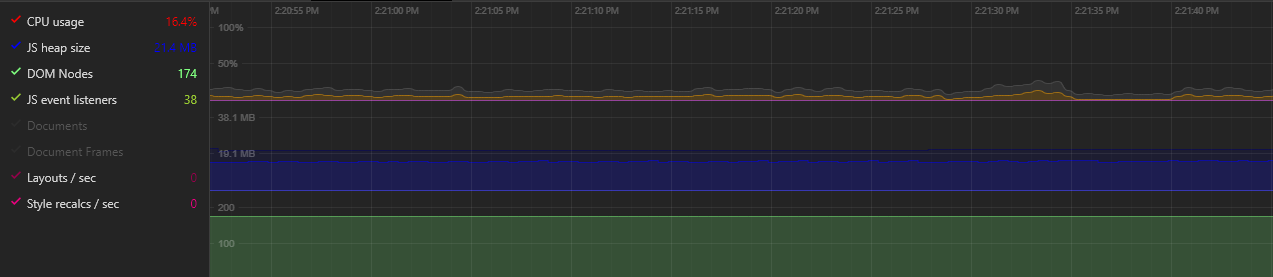 PM 2:20:55 PM 2:21:00 PM 2:21:05 PM 2:21:10 PM 2:21:15 PM 2:21:20 PM 2:21:25 PM 2:21:30 PM 2:21:35 PM 2:21:40 PM
CPU usage 16.4%
JS heap size
DOM Nodes 174
JS event listeners 38
Documents
Document Frames
Layouts / sec 0
Style recalcs / sec 0
100%
50%
38.1 MB
19.1 MB
200
100